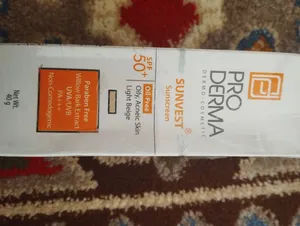 PRO
DERMA
DERMO COSMETIC
SUNVEST®
Sunscreen
SPF
50+
Oil Free
Oily, Acneic Skin
Light Beige
Paraben Free
Willow Bark Extract
UVA/UVB
PA+++
Non-Comedogenic
Net Wt.
40 g